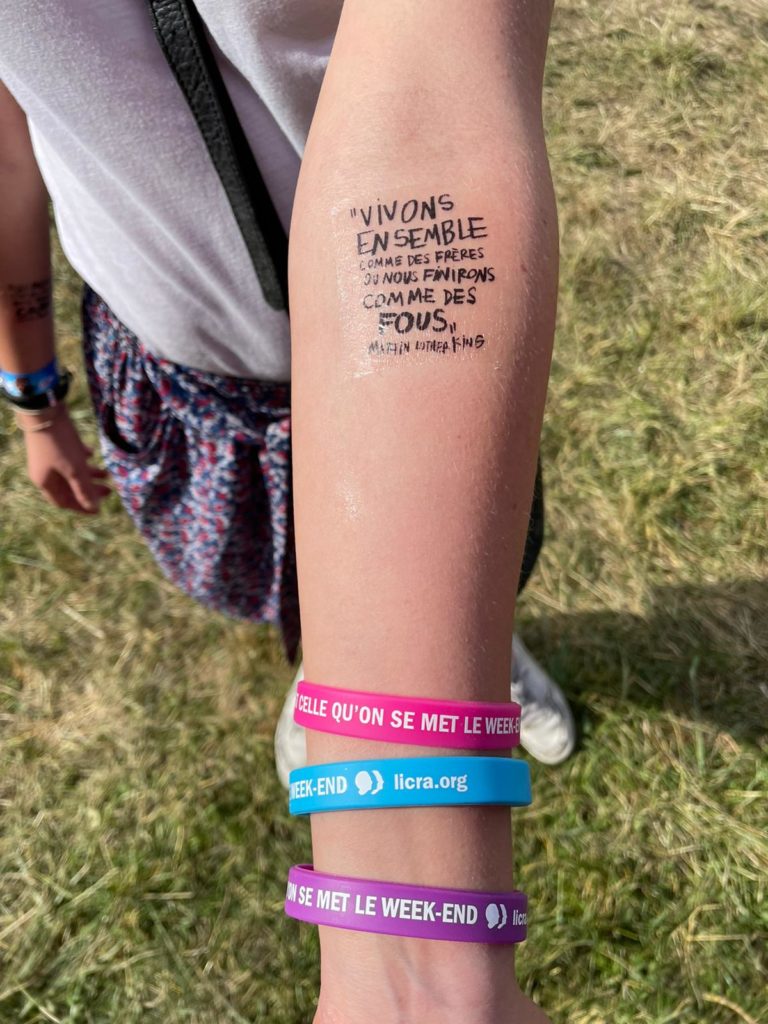 "VIVONS
ENSEMBLE
COMME DES FRÈRES
OU NOUS FINIRONS
COMME DES
FOUS"
MARTIN LUTHER KING
CELLE QU'ON SE MET LE WEEK-E
WEEK-END licra.org
ON SE MET LE WEEK-END licra